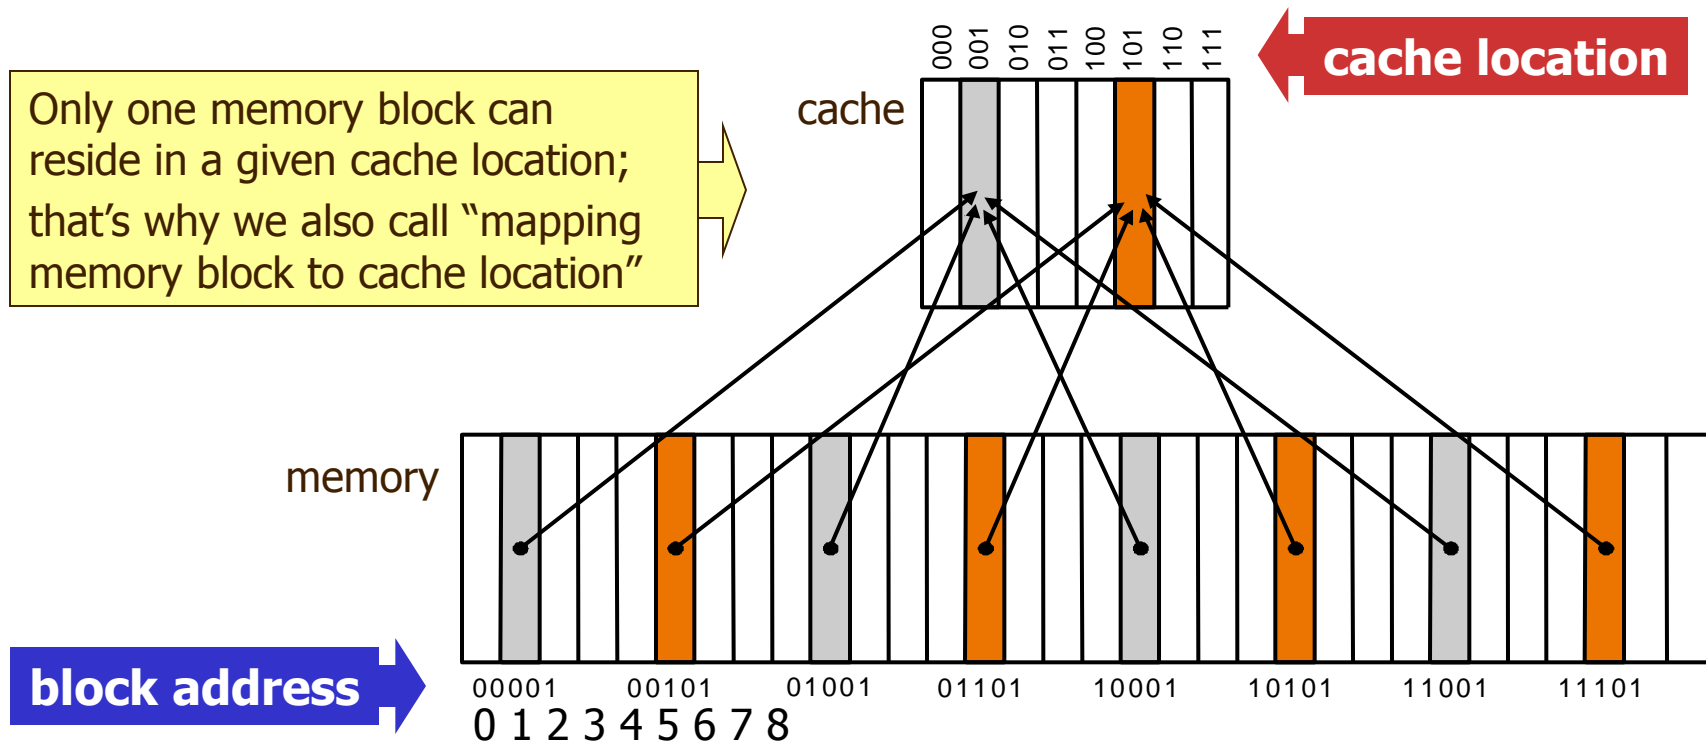 000 001 010 011 100 101 110 111
cache location
cache
Only one memory block can
reside in a given cache location;
that’s why we also call “mapping
memory block to cache location”
memory
block address
00001 00101 01001 01101 10001 10101 11001 11101
0 1 2 3 4 5 6 7 8